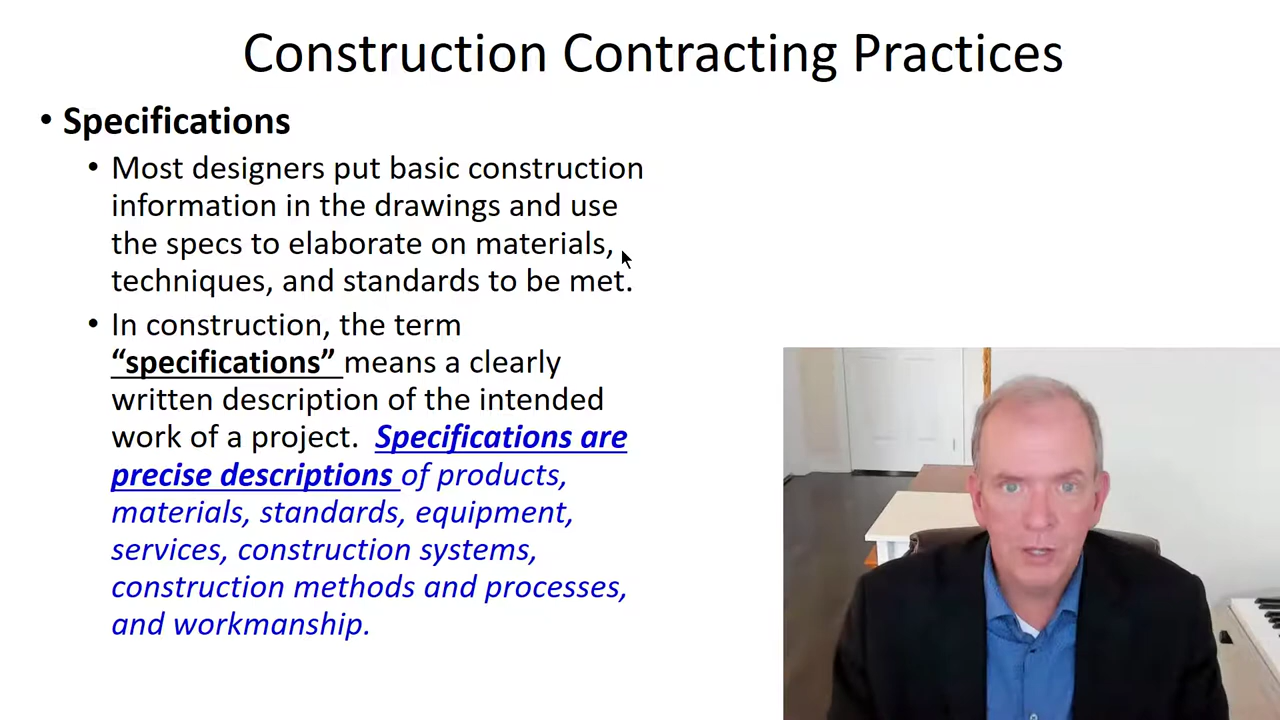 Construction Contracting Practices
• Specifications
• Most designers put basic construction
information in the drawings and use
the specs to elaborate on materials,
techniques, and standards to be met.
• In construction, the term
“specifications” means a clearly
written description of the intended
work of a project. Specifications are
precise descriptions of products,
materials, standards, equipment,
services, construction systems,
construction methods and processes,
and workmanship.